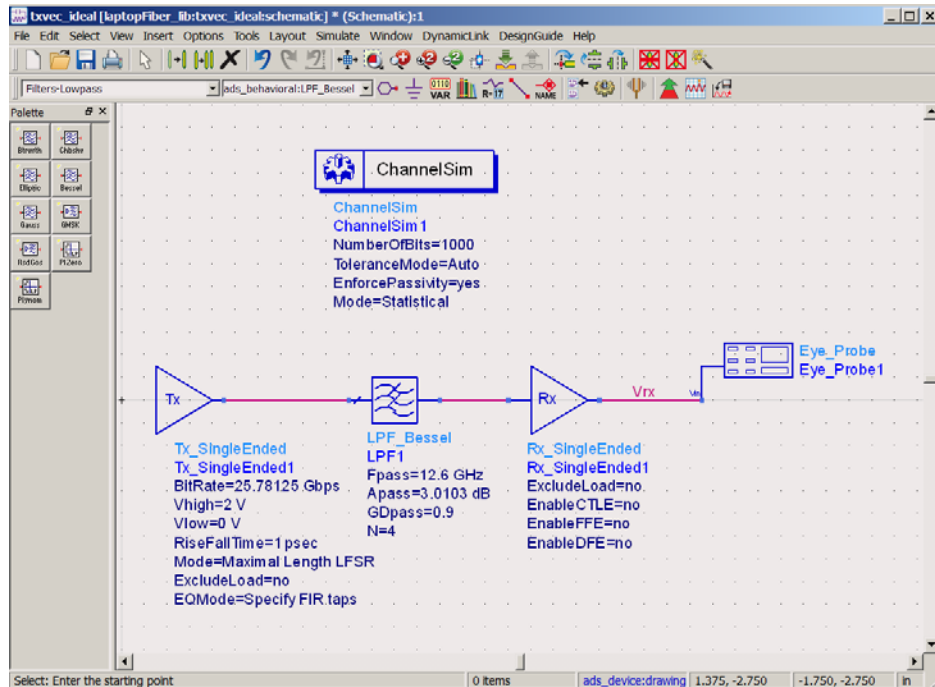 txvec_ideal [laptopFiber_lib:txvec_ideal:schematic] * (Schematic):1
File Edit Select View Insert Options Tools Layout Simulate Window DynamicLink DesignGuide Help
Filters-Lowpass ads_behavioral:LPF_Bessel VAR NAME
Palette
Btrwrth Chbshv
Elliptic Bessel
Gauss GMSK
RsdCos PlZero
Plynom
ChannelSim
ChannelSim
ChannelSim1
NumberOfBits=1000
ToleranceMode=Auto
EnforcePassivity=yes
Mode=Statistical
Eye_Probe
Eye_Probe1
Tx
Rx
Vrx
Tx_SingleEnded
Tx_SingleEnded1
BitRate=25.78125 Gbps
Vhigh=2 V
Vlow=0 V
RiseFallTime=1 psec
Mode=Maximal Length LFSR
ExcludeLoad=no
EQMode=Specify FIR taps
LPF_Bessel
LPF1
Fpass=12.6 GHz
Apass=3.0103 dB
GDpass=0.9
N=4
Rx_SingleEnded
Rx_SingleEnded1
ExcludeLoad=no
EnableCTLE=no
EnableFFE=no
EnableDFE=no
Select: Enter the starting point 0 items ads_device:drawing 1.375, -2.750 -1.750, -2.750 in